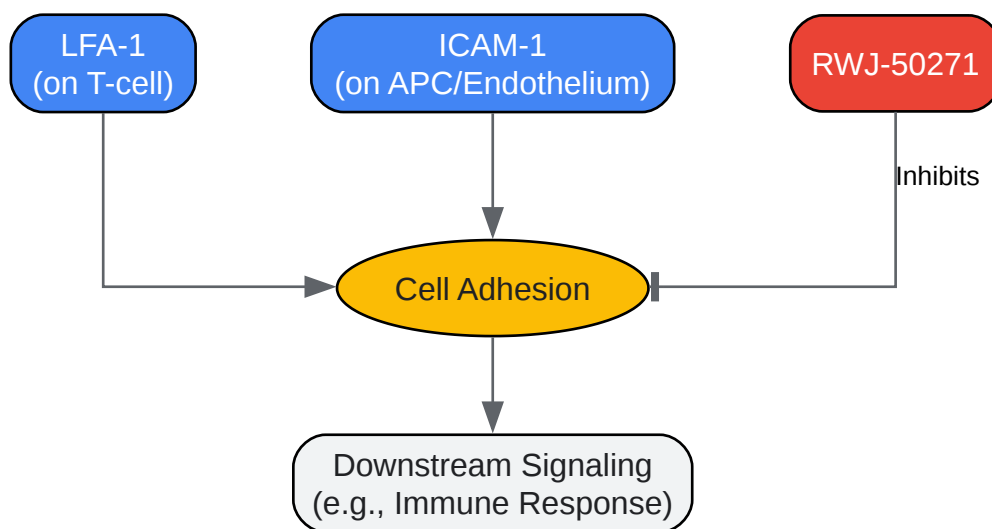 LFA-1
(on T-cell)
ICAM-1
(on APC/Endothelium)
RWJ-50271
Inhibits
Cell Adhesion
Downstream Signaling
(e.g., Immune Response)